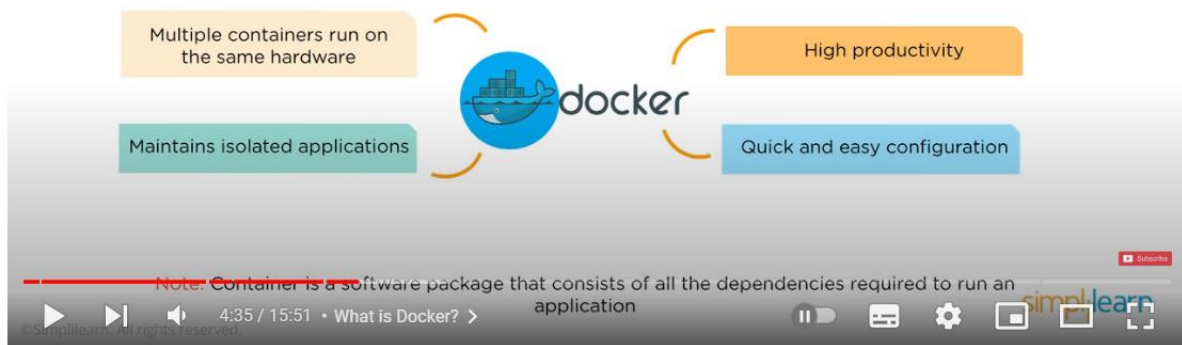 Multiple containers run on
the same hardware
High productivity
docker
Maintains isolated applications
Quick and easy configuration
Subscribe
Note: Container is a software package that consists of all the dependencies required to run an
application
simplilearn
4:35 / 15:51 • What is Docker? >
©Simplilearn. All rights reserved.